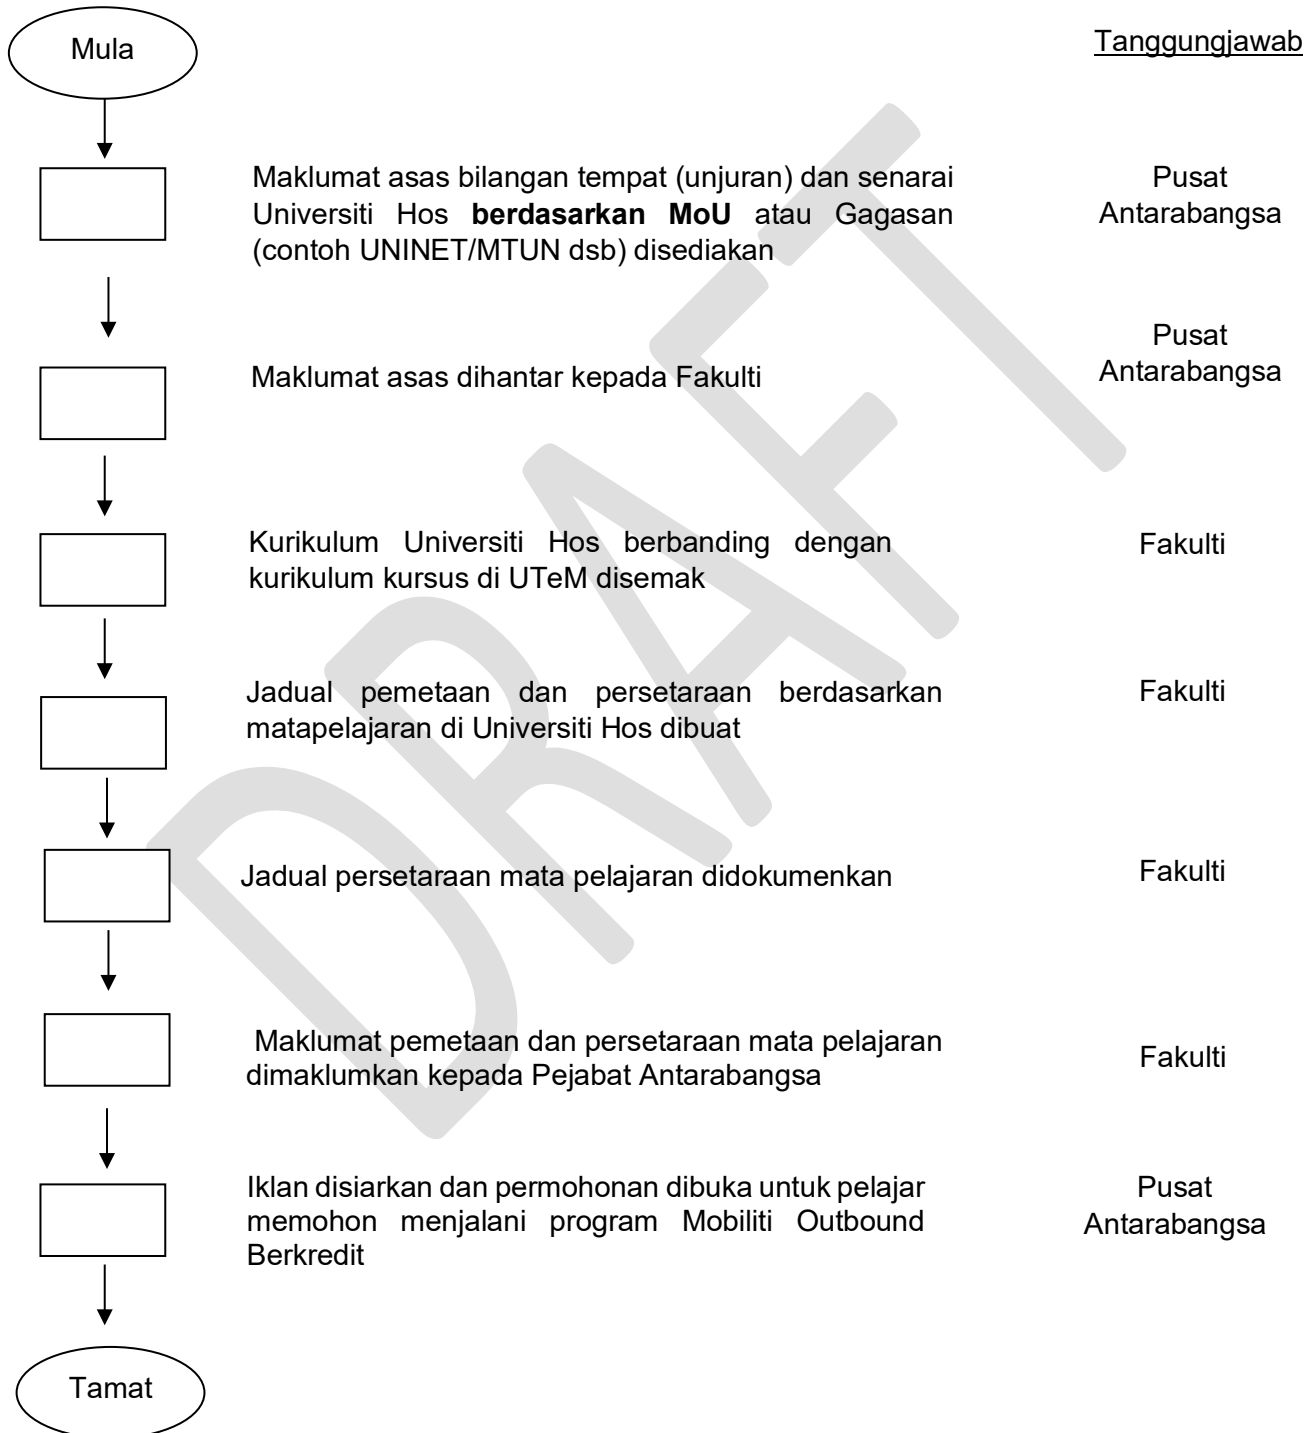 Mula
Tanggungjawab
Maklumat asas bilangan tempat (unjuran) dan senarai
Universiti Hos berdasarkan MoU atau Gagasan
(contoh UNINET/MTUN dsb) disediakan
Pusat
Antarabangsa
Maklumat asas dihantar kepada Fakulti
Pusat
Antarabangsa
Kurikulum Universiti Hos berbanding dengan
kurikulum kursus di UTeM disemak
Fakulti
Jadual pemetaan dan persetaraan berdasarkan
matapelajaran di Universiti Hos dibuat
Fakulti
Jadual persetaraan mata pelajaran didokumenkan
Fakulti
Maklumat pemetaan dan persetaraan mata pelajaran
dimaklumkan kepada Pejabat Antarabangsa
Fakulti
Iklan disiarkan dan permohonan dibuka untuk pelajar
memohon menjalani program Mobiliti Outbound
Berkredit
Pusat
Antarabangsa
Tamat
DRAFT